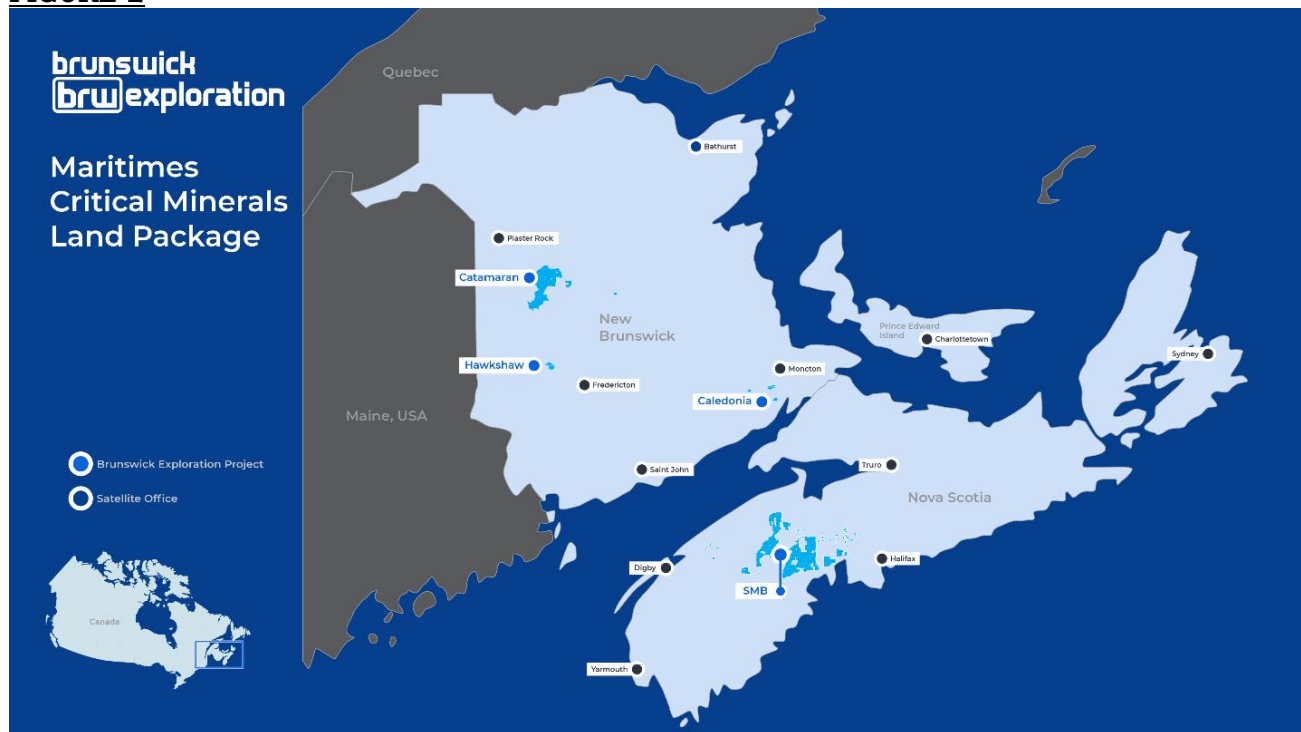 brunswick
brw exploration
Maritimes
Critical Minerals
Land Package
Quebec
Bathurst
Plaster Rock
Catamaran
New
Brunswick
Prince Edward
Island
Charlottetown
Sydney
Hawkshaw
Moncton
Fredericton
Caledonia
Maine, USA
Brunswick Exploration Project
Saint John
Truro
Satellite Office
Nova Scotia
Halifax
Digby
SMB
Canada
Yarmouth